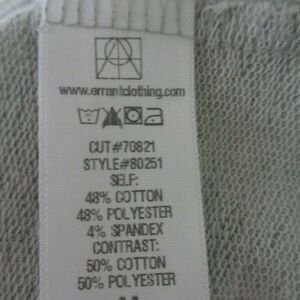 www.errantclothing.com
CUT#70821
STYLE#80251
SELF:
48% COTTON
48% POLYESTER
4% SPANDEX
CONTRAST:
50% COTTON
50% POLYESTER